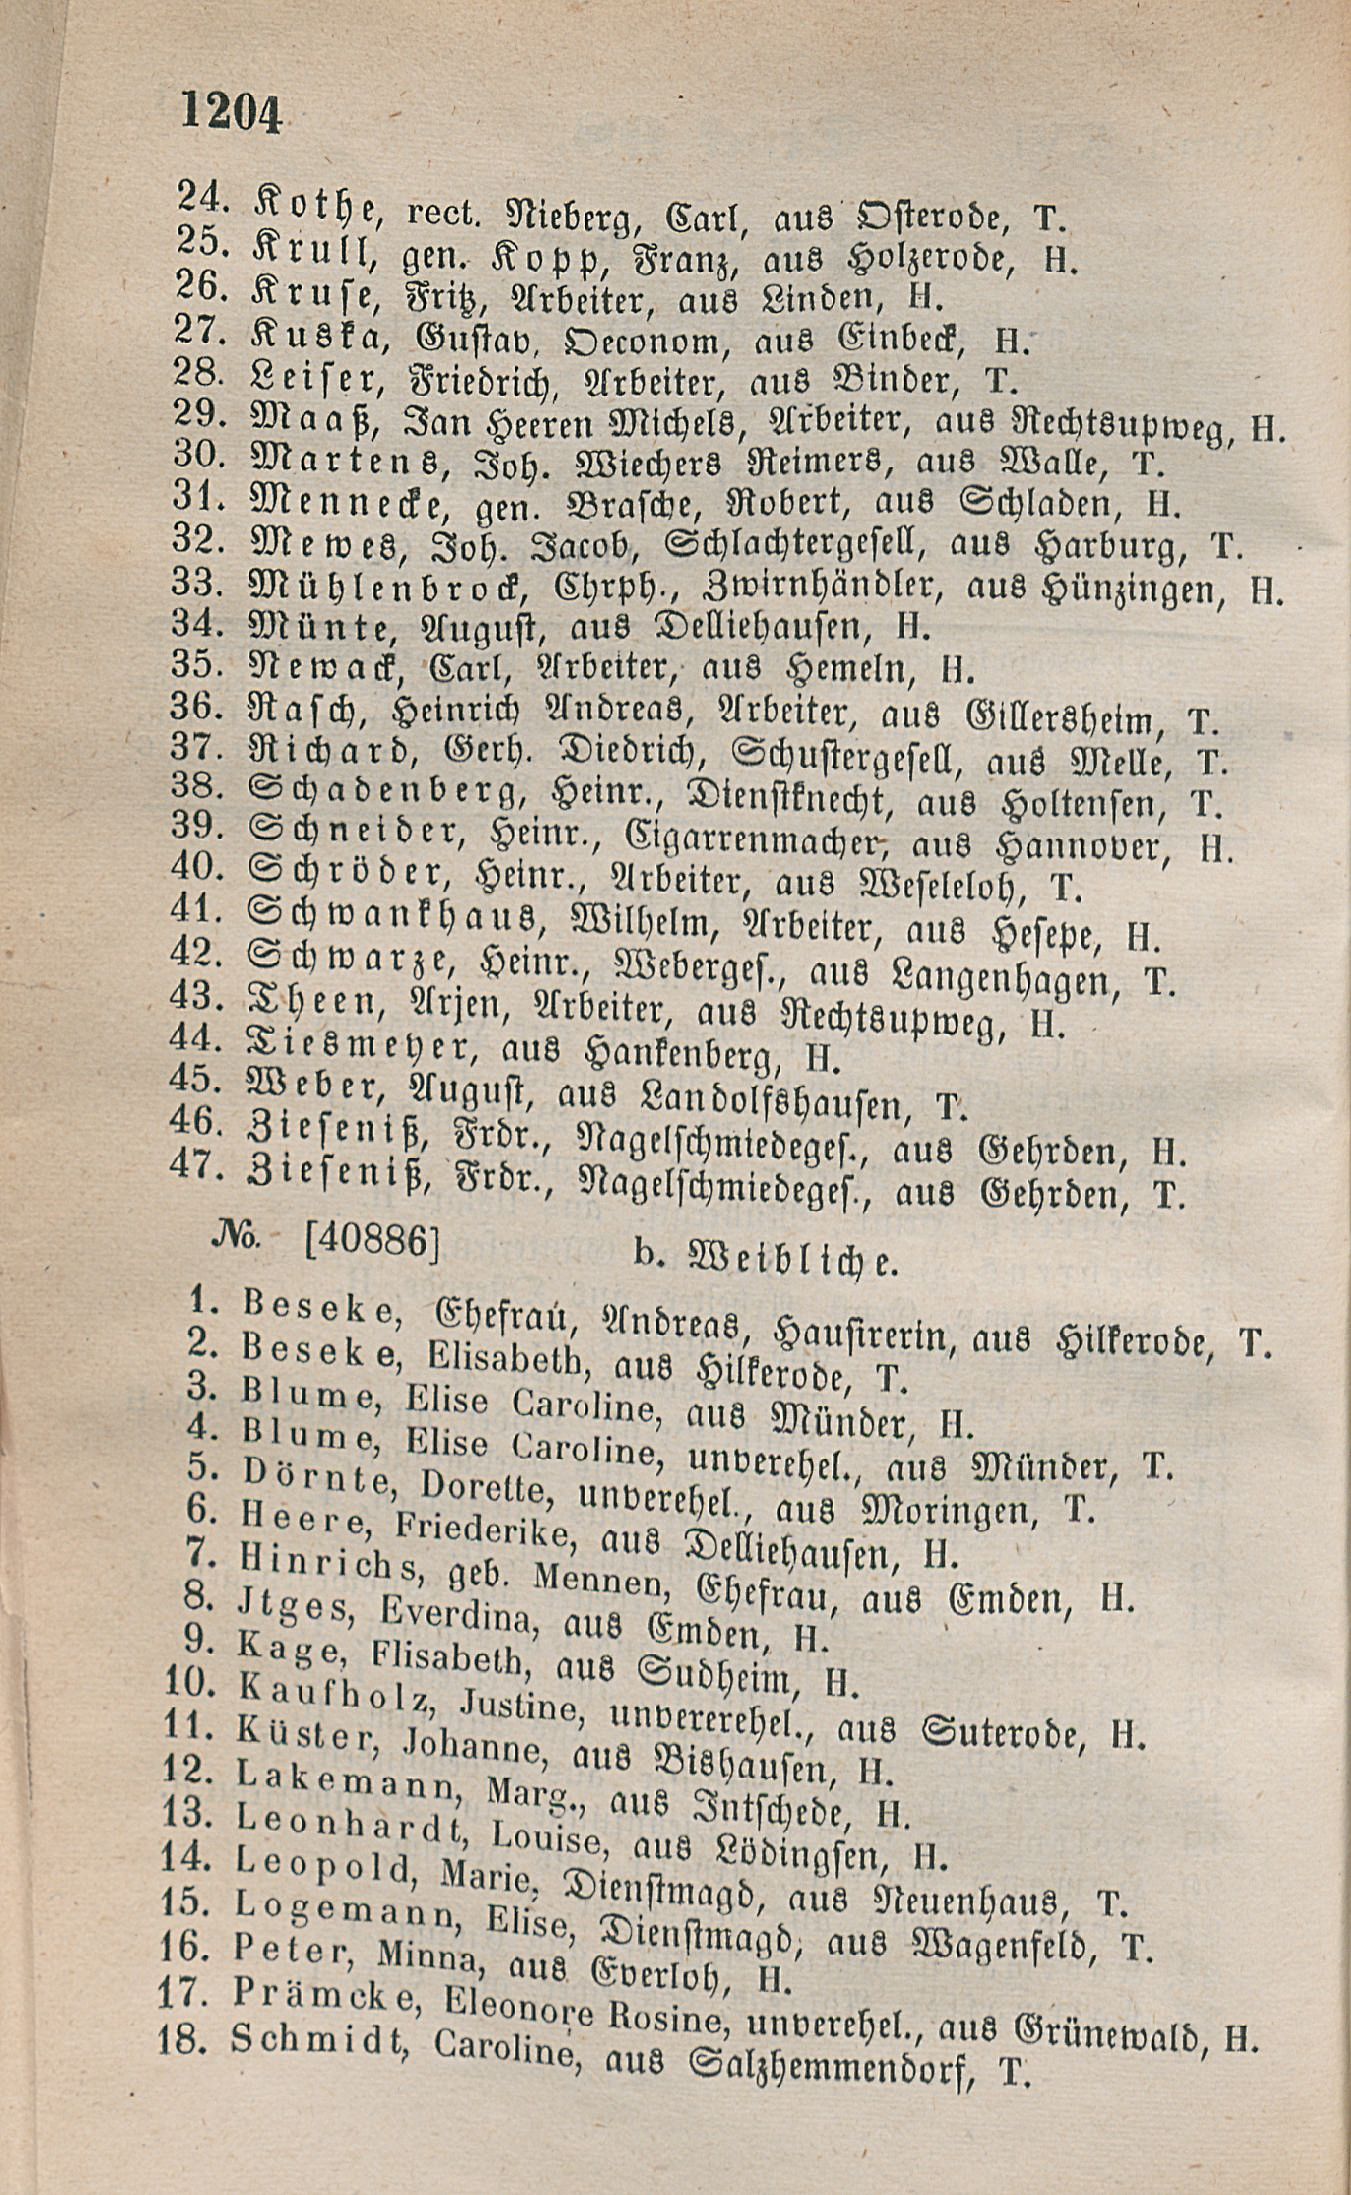 1204
24. Kothe, rect. Nieberg, Carl, aus Osterode, T.
25. Krull, gen. Kopp, Franz, aus Holzerode, H.
26. Kruse, Fritz, Arbeiter, aus Linden, H.
27. Kuska, Gustav, Oeconom, aus Einbeck, H.
28. Leiser, Friedrich, Arbeiter, aus Binder, T.
29. Maaß, Jan Heeren Michels, Arbeiter, aus Rechtsupweg, H.
30. Martens, Joh. Wiechers Reimers, aus Walle, T.
31. Mennecke, gen. Brasche, Robert, aus Schladen, H.
32. Mewes, Joh. Jacob, Schlachtergesell, aus Harburg, T.
33. Mühlenbrock, Chrph., Zwirnhändler, aus Hünzingen, H.
34. Münte, August, aus Delliehausen, H.
35. Newack, Carl, Arbeiter, aus Hemeln, H.
36. Rasch, Heinrich Andreas, Arbeiter, aus Gillersheim, T.
37. Richard, Gerh. Diedrich, Schustergesell, aus Melle, T.
38. Schadenberg, Heinr., Dienstknecht, aus Holtensen, T.
39. Schneider, Heinr., Cigarrenmacher, aus Hannover, H.
40. Schröder, Heinr., Arbeiter, aus Weseleloh, T.
41. Schwankhaus, Wilhelm, Arbeiter, aus Hesepe, H.
42. Schwarze, Heinr., Weberges., aus Langenhagen, T.
43. Theen, Arjen, Arbeiter, aus Rechtsupweg, H.
44. Tiesmeyer, aus Hankenberg, H.
45. Weber, August, aus Landolfshausen, T.
46. Zieseniß, Frdr., Nagelschmiedeges., aus Gehrden, H.
47. Zieseniß, Frdr., Nagelschmiedeges., aus Gehrden, T.
No. [40886] b. Weibliche.
1. Beseke, Ehefrau, Andreas, Hausirerin, aus Hilkerode, T.
2. Beseke, Elisabeth, aus Hilkerode, T.
3. Blume, Elise Caroline, aus Münder, H.
4. Blume, Elise Caroline, unverehel., aus Münder, T.
5. Dörnte, Dorette, unverehel., aus Moringen, T.
6. Heere, Friederike, aus Delliehausen, H.
7. Hinrichs, geb. Mennen, Ehefrau, aus Emden, H.
8. Jtges, Everdina, aus Emden, H.
9. Kage, Flisabeth, aus Sudheim, H.
10. Kaufholz, Justine, unvererehel., aus Suterode, H.
11. Küster, Johanne, aus Bishausen, H.
12. Lakemann, Marg., aus Intschede, H.
13. Leonhardt, Louise, aus Lödingsen, H.
14. Leopold, Marie, Dienstmagd, aus Neuenhaus, T.
15. Logemann, Elise, Dienstmagd, aus Wagenfeld, T.
16. Peter, Minna, aus Everloh, H.
17. Prämcke, Eleonore Rosine, unverehel., aus Grünewald, H.
18. Schmidt, Caroline, aus Salzhemmendorf, T.